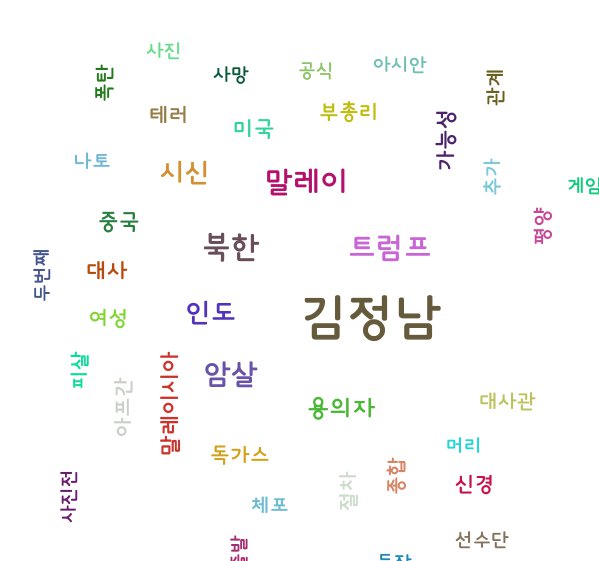 사진
사망
공식
아시안
폭탄
관계
테러
부총리
미국
가능성
나토
시신
말레이
추가
게임
중국
평양
북한
트럼프
두번째
대사
여성
인도
김정남
피살
아프간
말레이시아
암살
용의자
대사관
독가스
머리
종합
신경
사진전
체포
절차
선수단